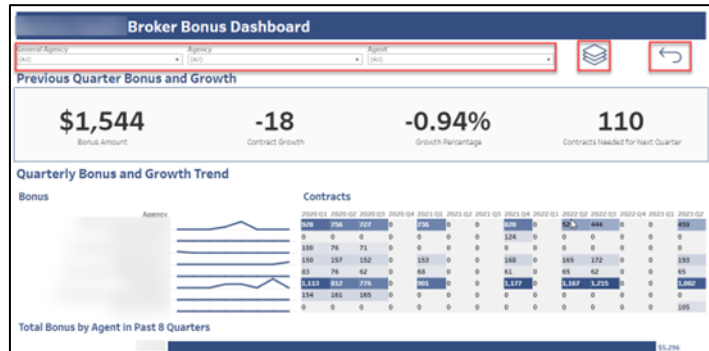 Broker Bonus Dashboard
General Agency Agency Agent
(All) (All) (All)
Previous Quarter Bonus and Growth
$1,544 -18 -0.94% 110
Bonus Amount Contract Growth Growth Percentage Contracts Needed for Next Quarter
Quarterly Bonus and Growth Trend
Bonus Contracts
Agency 2020 Q1 2020 Q2 2020 Q3 2020 Q4 2021 Q1 2021 Q2 2021 Q3 2021 Q4 2022 Q1 2022 Q2 2022 Q3 2022 Q4 2023 Q1 2023 Q2
928 756 727 0 736 0 0 820 0 444 0 0
0 0 0 0 0 0 0 124 0 0 0 0 0 0
100 76 71 0 0 0 0 0 0 0 0 0 0 0
150 157 152 0 153 0 0 168 0 165 172 0 0 193
83 76 62 0 68 0 0 61 0 65 62 0 0 65
1,113 812 776 0 901 0 0 1,177 0 1,167 1,215 0 0
154 161 165 0 0 0 0 0 0 0 0 0 0 0
0 0 0 0 0 0 0 0 0 0 0 0 0 105
Total Bonus by Agent in Past 8 Quarters
$5,296